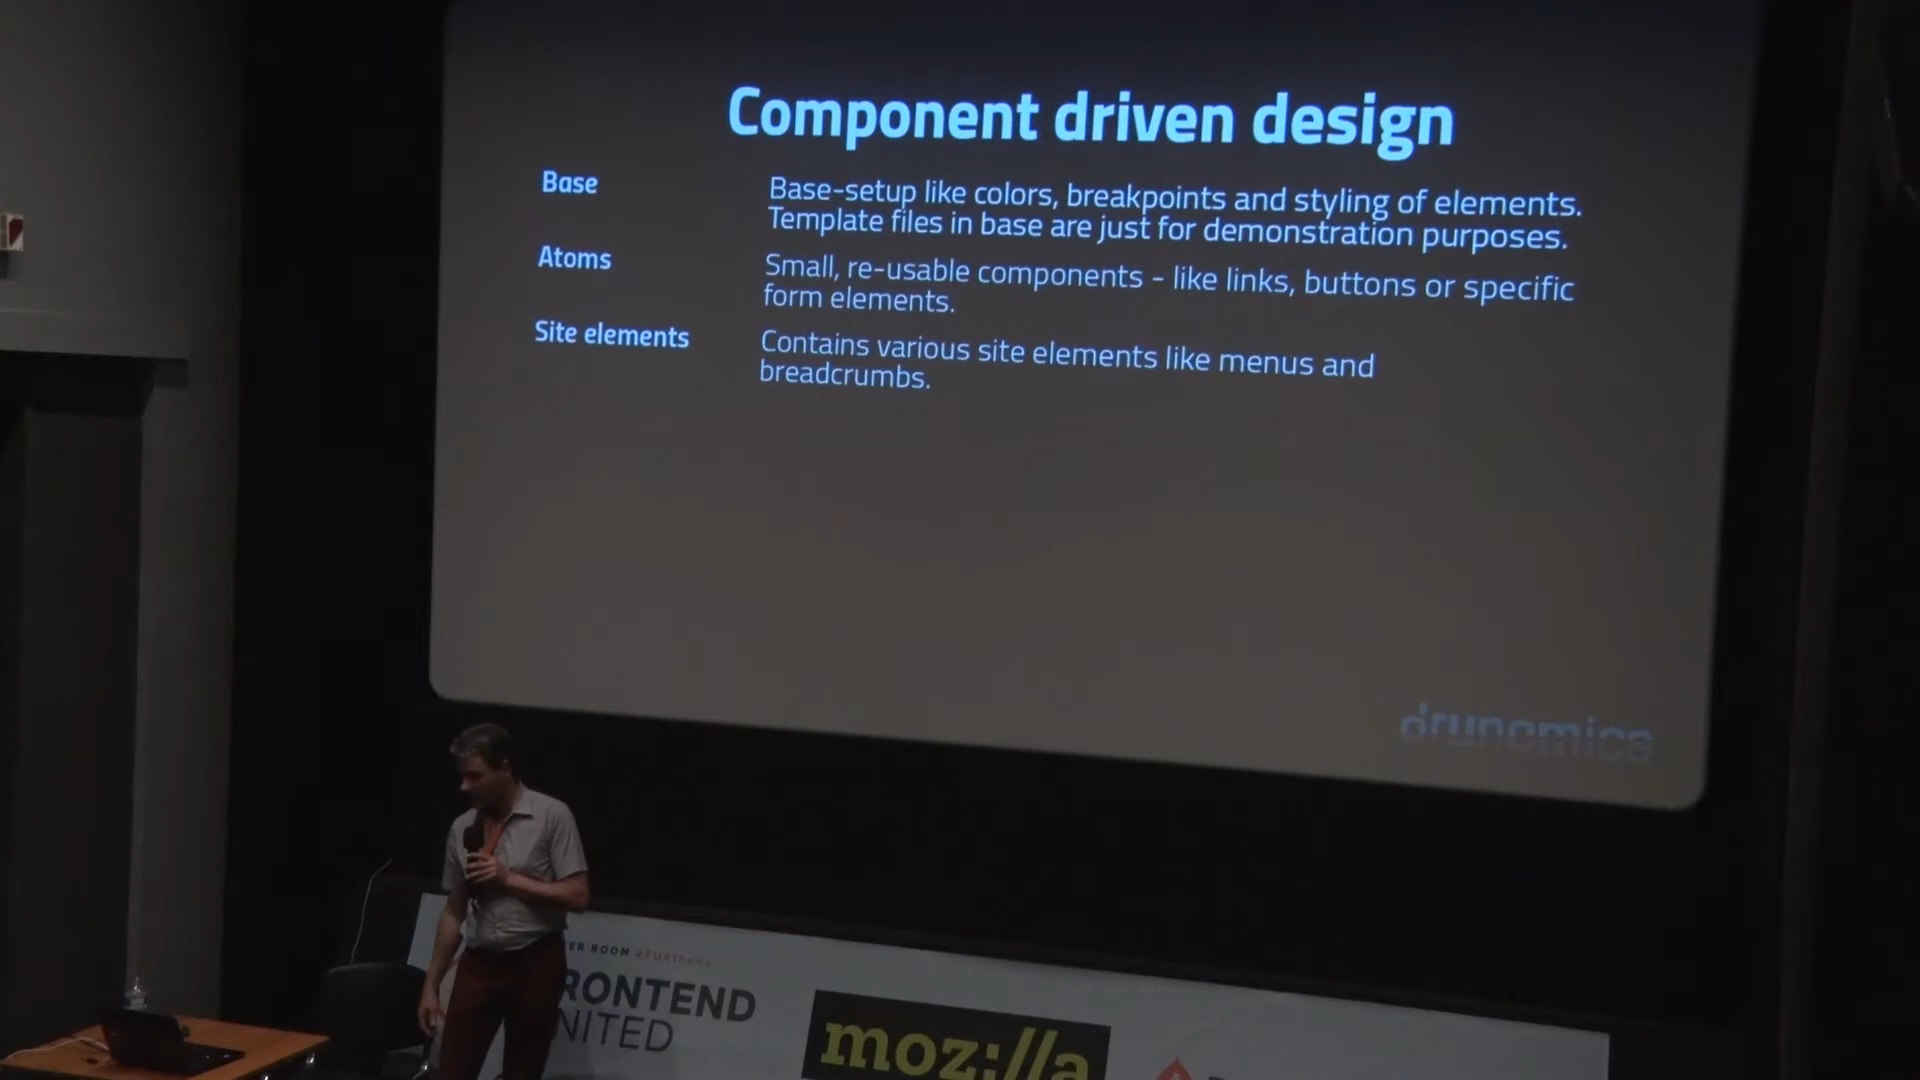 Component driven design
Base
Base-setup like colors, breakpoints and styling of elements.
Template files in base are just for demonstration purposes.
Atoms
Small, re-usable components - like links, buttons or specific
form elements.
Site elements
Contains various site elements like menus and
breadcrumbs.
drunomics
ER ROOM #FUAthens
RONTEND
NITED
moz://a